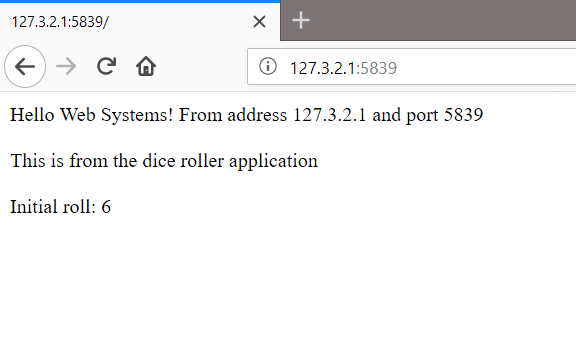 127.3.2.1:5839/
127.3.2.1:5839
Hello Web Systems! From address 127.3.2.1 and port 5839
This is from the dice roller application
Initial roll: 6